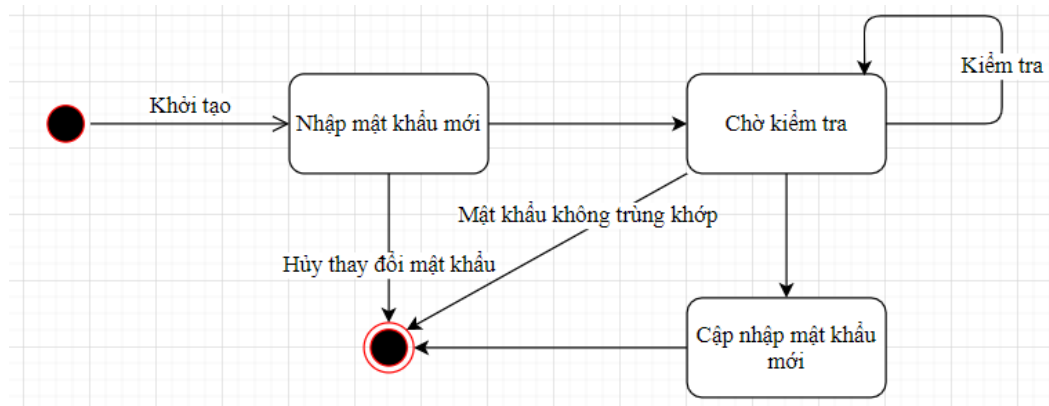 Kiểm tra
Khởi tạo
Nhập mật khẩu mới
Chờ kiểm tra
Mật khẩu không trùng khớp
Hủy thay đổi mật khẩu
Cập nhập mật khẩu
mới